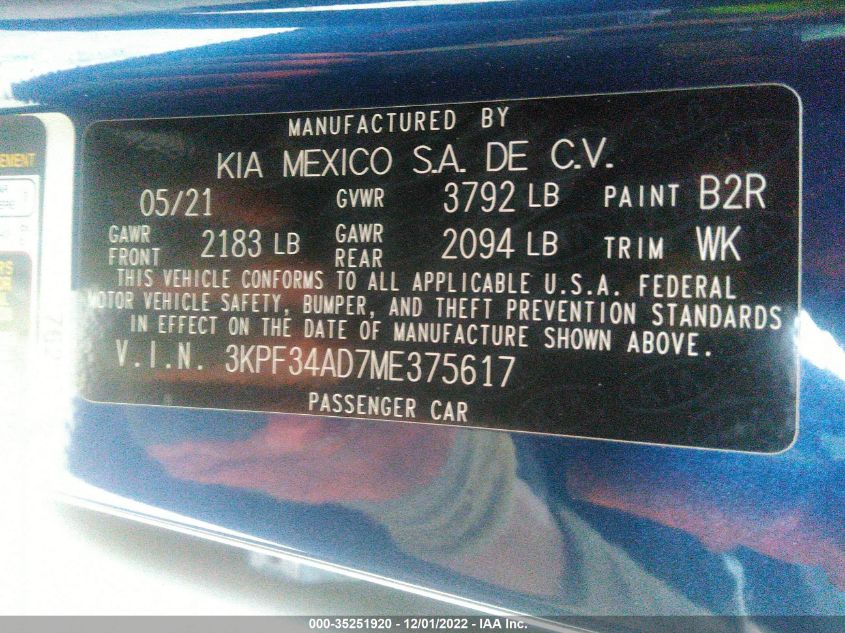 MANUFACTURED BY
KIA MEXICO S.A. DE C.V.
05/21 GVWR 3792 LB PAINT B2R
GAWR FRONT 2183 LB GAWR REAR 2094 LB TRIM WK
THIS VEHICLE CONFORMS TO ALL APPLICABLE U.S.A. FEDERAL
MOTOR VEHICLE SAFETY, BUMPER, AND THEFT PREVENTION STANDARDS
IN EFFECT ON THE DATE OF MANUFACTURE SHOWN ABOVE.
V.I.N. 3KPF34AD7ME375617
PASSENGER CAR
000-35251920 - 12/01/2022 - IAA Inc.